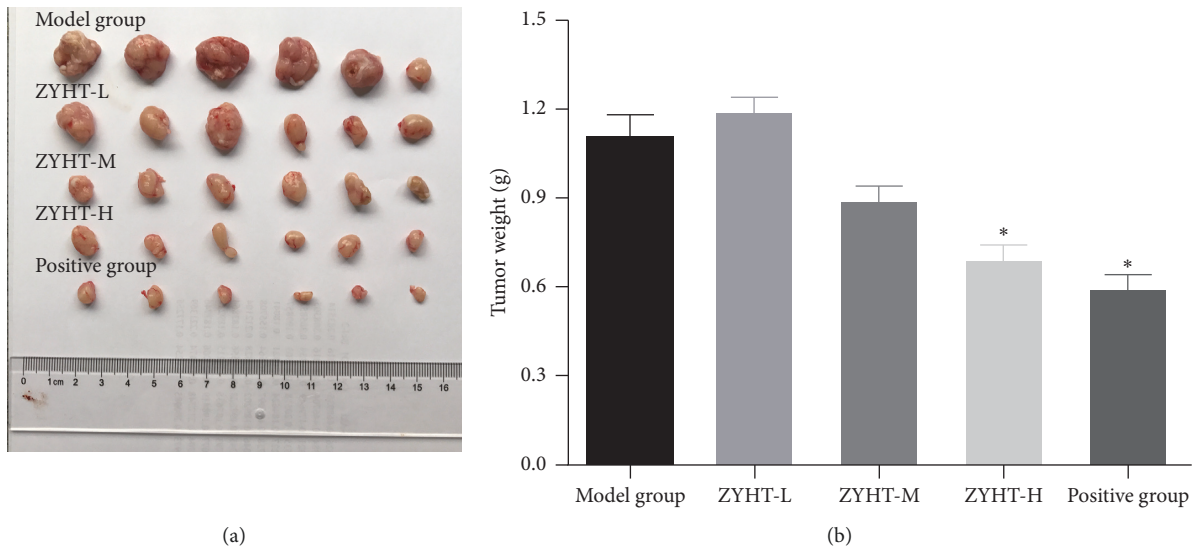 Model group
ZYHT-L
ZYHT-M
ZYHT-H
Positive group
0 1 cm 2 3 4 5 6 7 8 9 10 11 12 13 14 15 16
(a)
Tumor weight (g)
1.5
1.2
0.9
0.6
0.3
0.0
*
*
Model group ZYHT-L ZYHT-M ZYHT-H Positive group
(b)